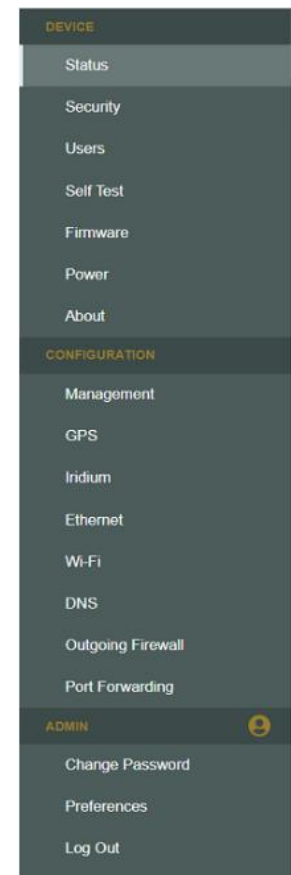 DEVICE
Status
Security
Users
Self Test
Firmware
Power
About
CONFIGURATION
Management
GPS
Iridium
Ethernet
Wi-Fi
DNS
Outgoing Firewall
Port Forwarding
ADMIN
Change Password
Preferences
Log Out